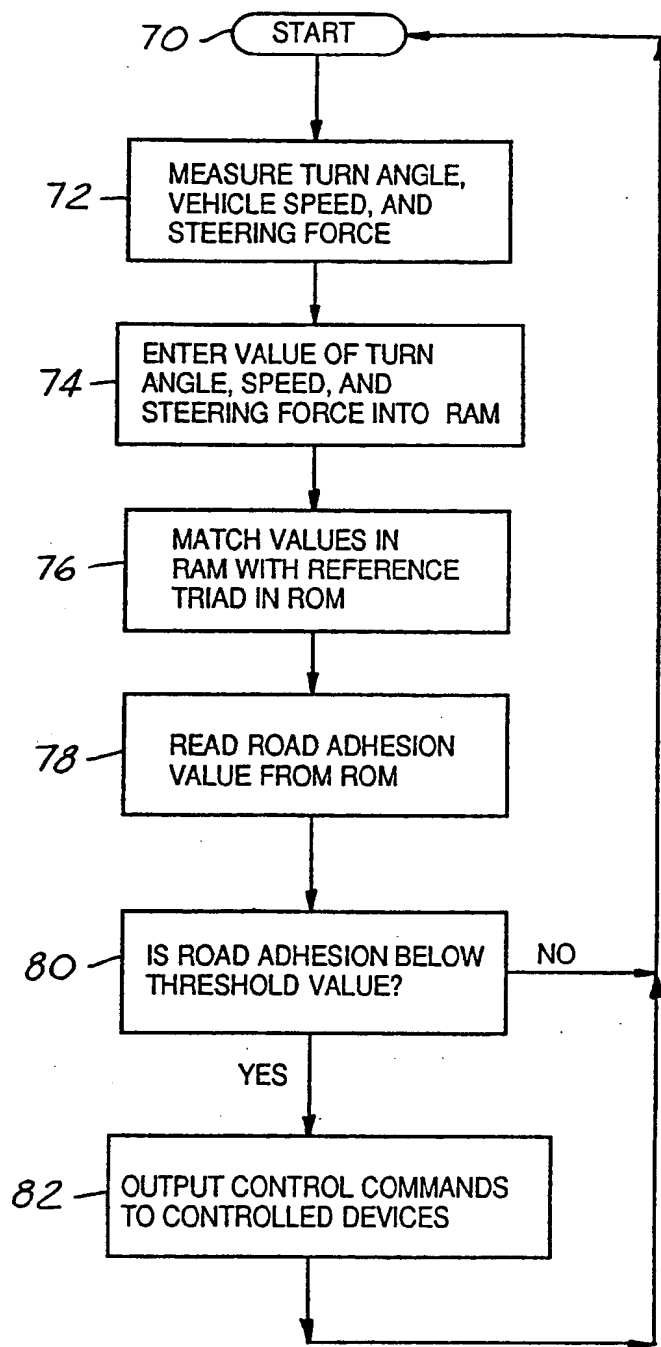 70
START
72
MEASURE TURN ANGLE,
VEHICLE SPEED, AND
STEERING FORCE
74
ENTER VALUE OF TURN
ANGLE, SPEED, AND
STEERING FORCE INTO RAM
76
MATCH VALUES IN
RAM WITH REFERENCE
TRIAD IN ROM
78
READ ROAD ADHESION
VALUE FROM ROM
80
IS ROAD ADHESION BELOW
THRESHOLD VALUE?
NO
YES
82
OUTPUT CONTROL COMMANDS
TO CONTROLLED DEVICES